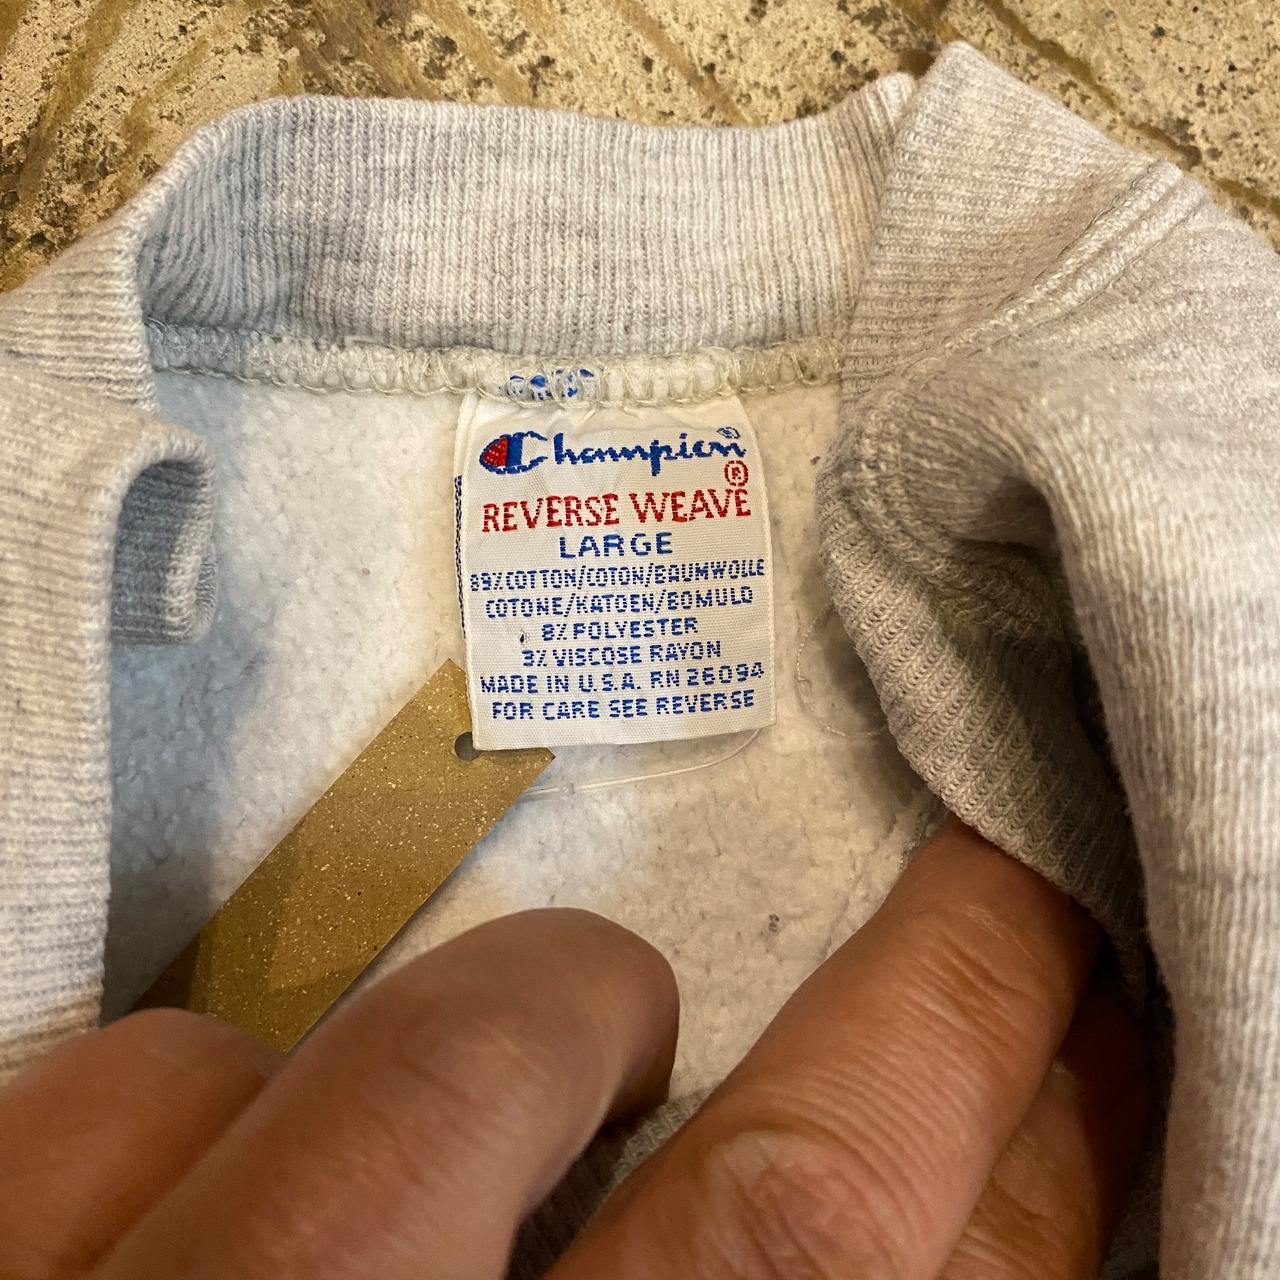 Champion®
REVERSE WEAVE®
LARGE
89% COTTON/COTON/BAUMWOLLE
COTONE/KATOEN/BOMULD
8% POLYESTER
3% VISCOSE RAYON
MADE IN U.S.A. RN 26094
FOR CARE SEE REVERSE